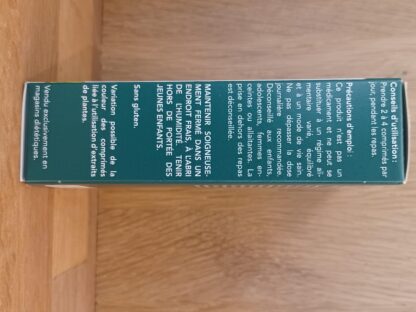 Conseils d'utilisation :
Prendre 2 à 4 comprimés par
jour, pendant les repas.
Précautions d'emploi :
Ce produit n'est pas un
médicament et ne peut se
substituer à un régime ali-
mentaire varié, équilibré
et à un mode de vie sain.
Ne pas dépasser la dose
journalière recommandée.
Déconseillé aux enfants,
adolescents, femmes en-
ceintes ou allaitantes. La
prise en dehors des repas
est déconseillée.
MAINTENIR SOIGNEUSE-
MENT FERMÉ DANS UN
ENDROIT FRAIS, À L'ABRI
DE L'HUMIDITÉ. TENIR
HORS DE PORTÉE DES
JEUNES ENFANTS.
Sans gluten.
Variation possible de la
couleur des comprimés
liée à l'utilisation d'extraits
de plantes.
Vendu exclusivement en
magasins diététiques.